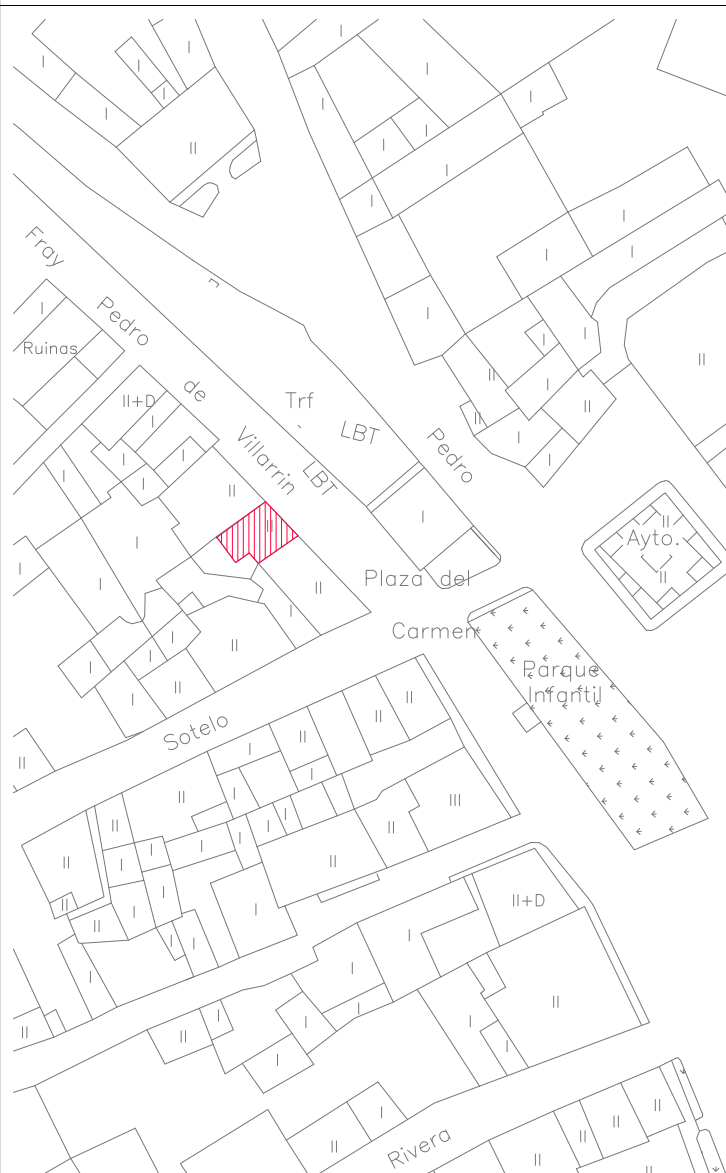 Fray
Pedro
de
Villarrin
Ruinas
II+D
Trf
LBT
LBT
Pedro
Ayto.
Plaza del
Carmen
Parque
Infantil
Sotelo
III
II+D
Rivera